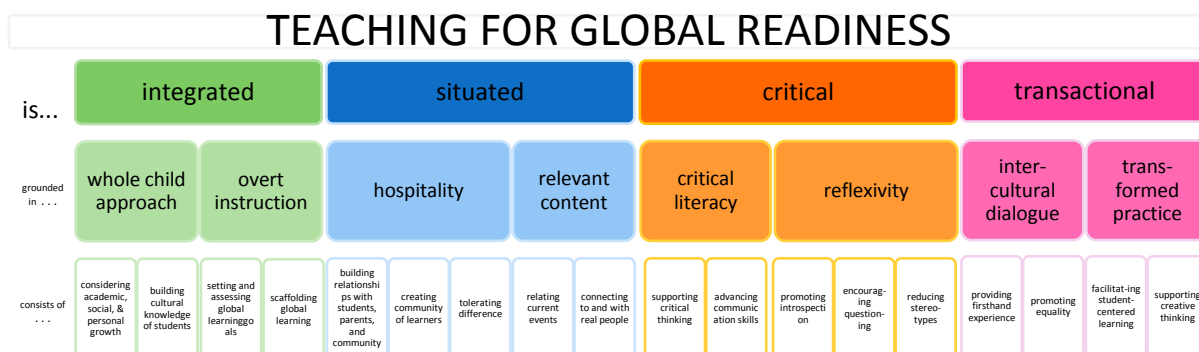 TEACHING FOR GLOBAL READINESS
is...
integrated
situated
critical
transactional
grounded
in . . .
whole child
approach
overt
instruction
hospitality
relevant
content
critical
literacy
reflexivity
inter-
cultural
dialogue
trans-
formed
practice
consists of
. . .
considering
academic,
social, &
personal
growth
building
cultural
knowledge
of students
setting and
assessing
global
learninggo
als
scaffolding
global
learning
building
relationshi
ps with
students,
parents,
and
community
creating
community
of learners
tolerating
difference
relating
current
events
connecting
to and with
real people
supporting
critical
thinking
advancing
communic
ation skills
promoting
introspecti
on
encourag-
ing
question-
ing
reducing
stereo-
types
providing
firsthand
experience
promoting
equality
facilitat-ing
student-
centered
learning
supporting
creative
thinking